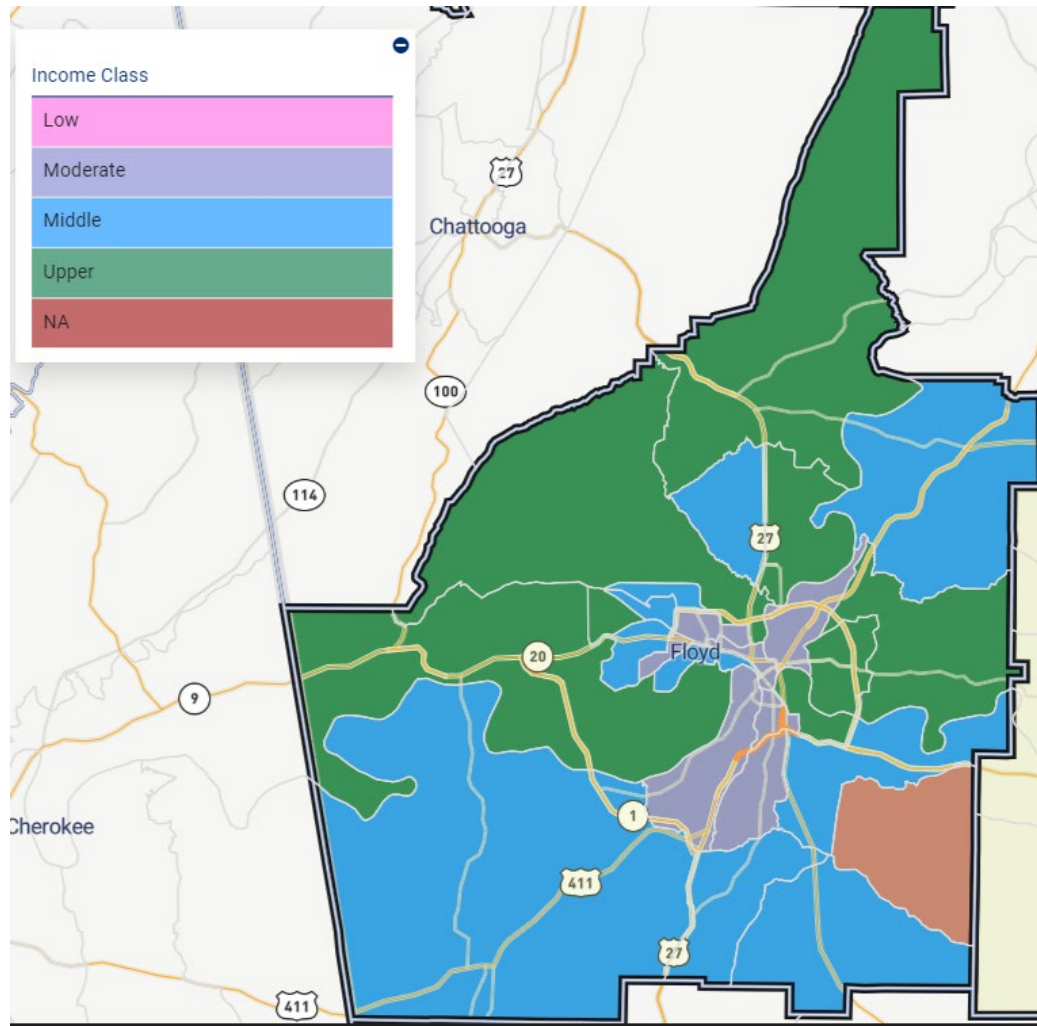 Income Class
Low
Moderate
Middle
Upper
NA
27
Chattooga
100
114
27
20
Floyd
9
1
Cherokee
411
27
411